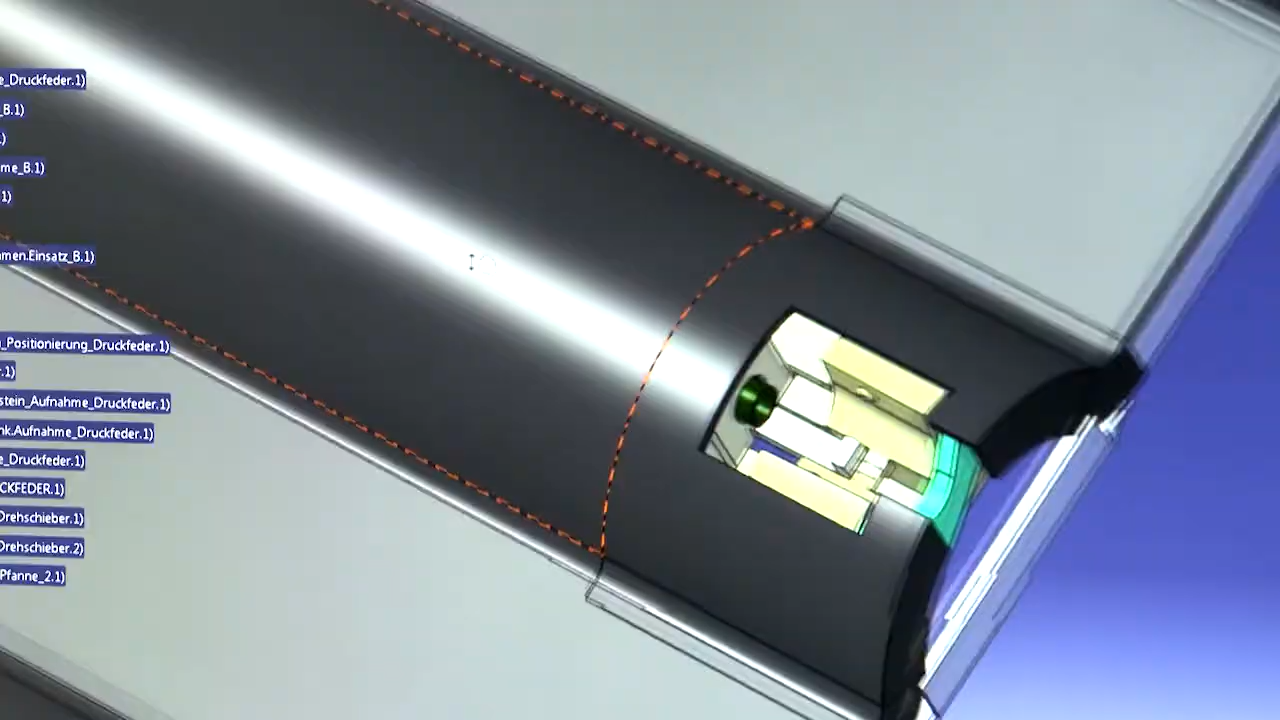 e_Druckfeder.1)
_B.1)
.)
me_B.1)
1)
men.Einsatz_B.1)
_Positionierung_Druckfeder.1)
r.1)
stein_Aufnahme_Druckfeder.1)
nk.Aufnahme_Druckfeder.1)
e_Druckfeder.1)
CKFEDER.1)
Drehschieber.1)
Drehschieber.2)
Pfanne_2.1)